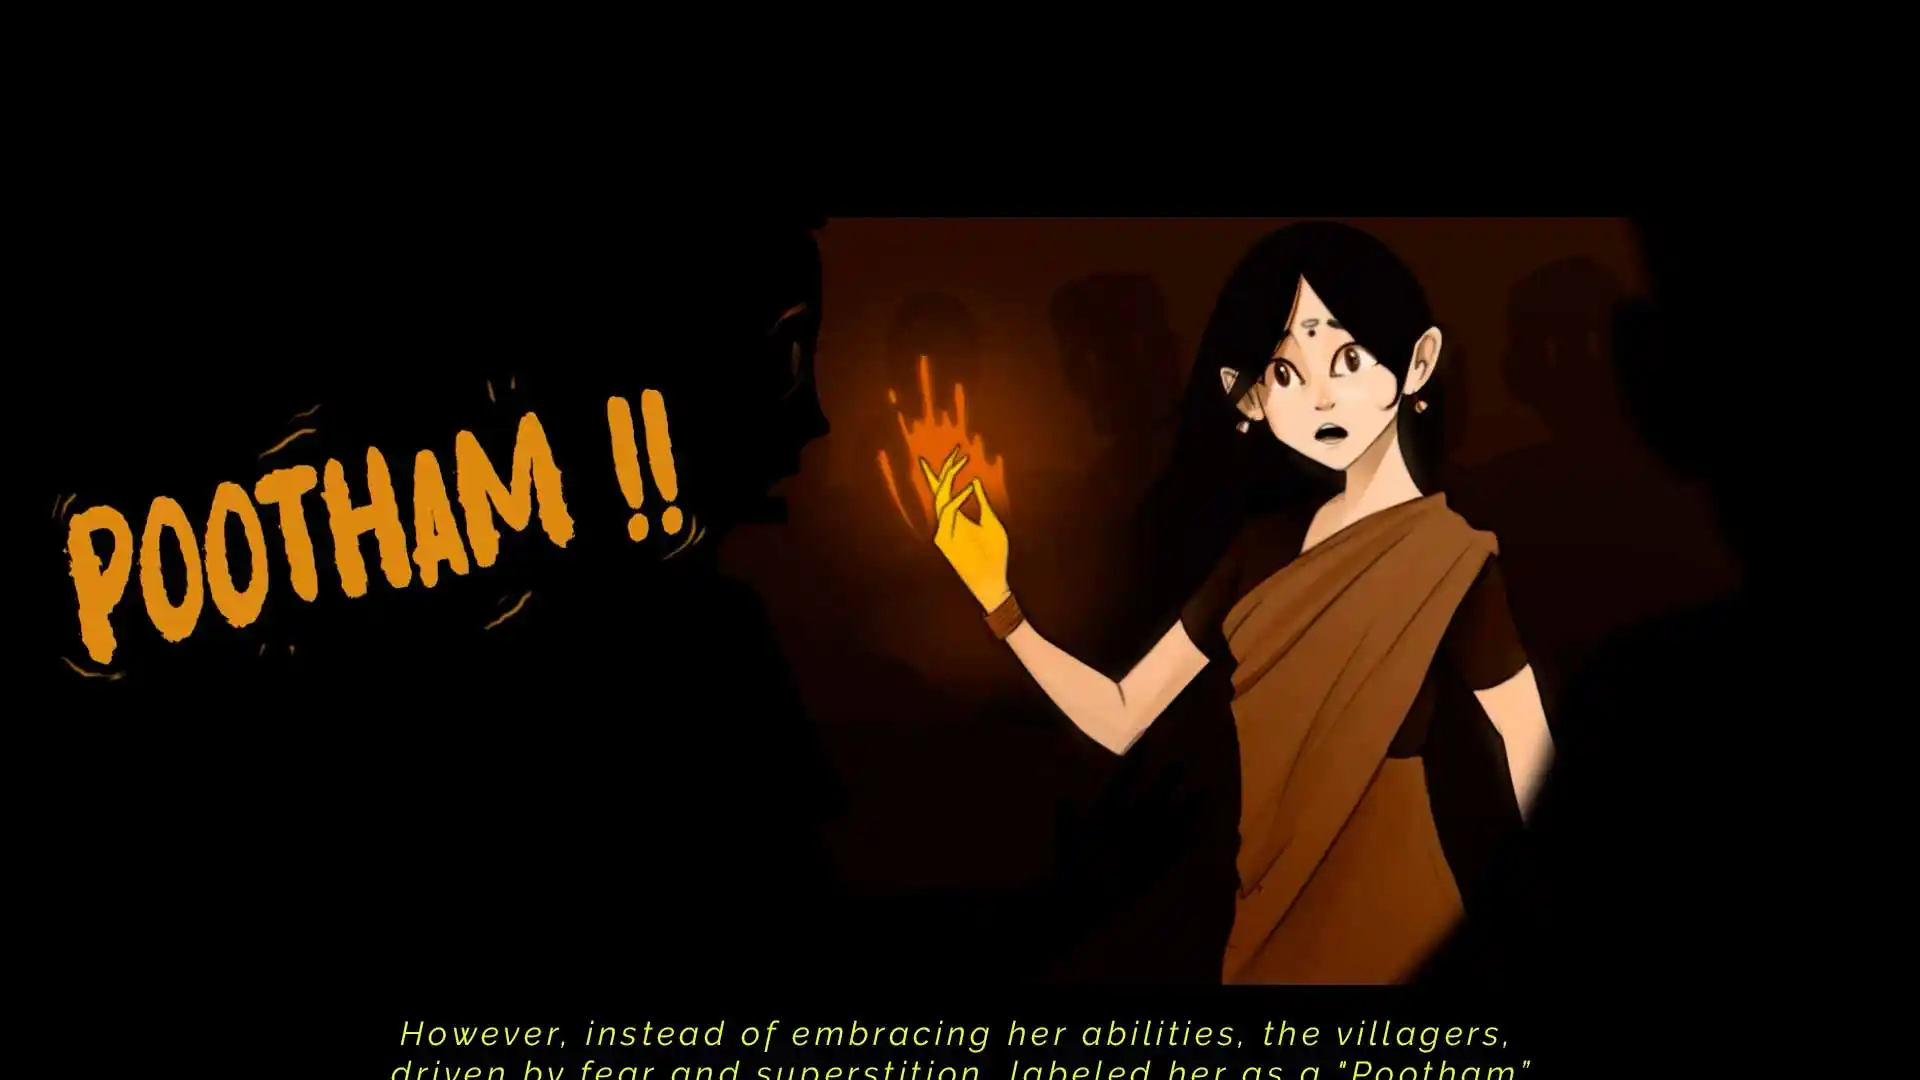 POOTHAM !!
However, instead of embracing her abilities, the villagers,
driven by fear and superstition, labeled her as a "Pootham"